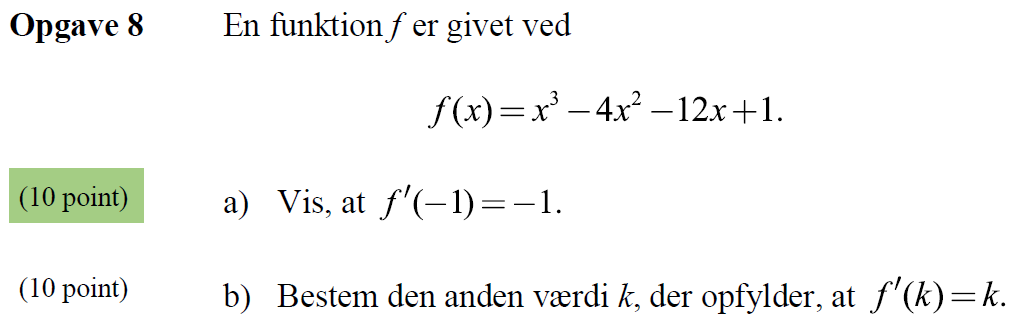 Opgave 8 En funktion f er givet ved
f(x) = x³ − 4x² − 12x + 1.
(10 point) a) Vis, at f′(−1) = −1.
(10 point) b) Bestem den anden værdi k, der opfylder, at f′(k) = k.